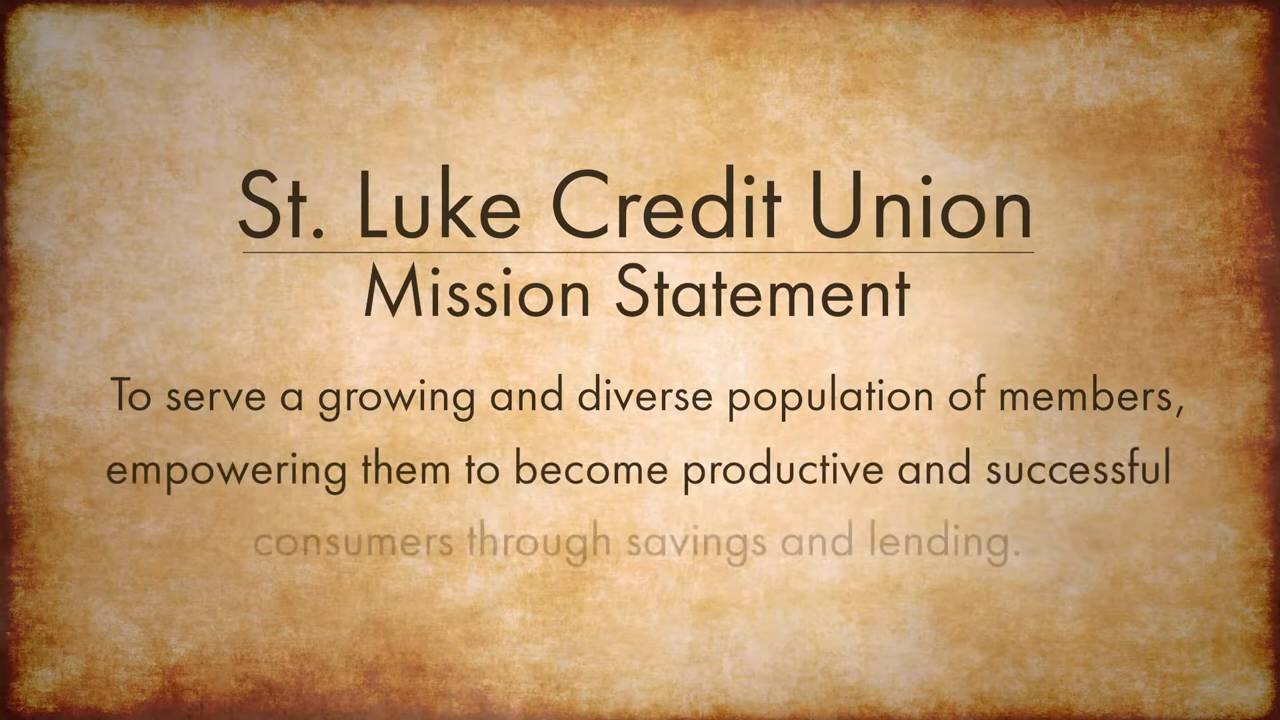 St. Luke Credit Union
Mission Statement
To serve a growing and diverse population of members,
empowering them to become productive and successful
consumers through savings and lending.